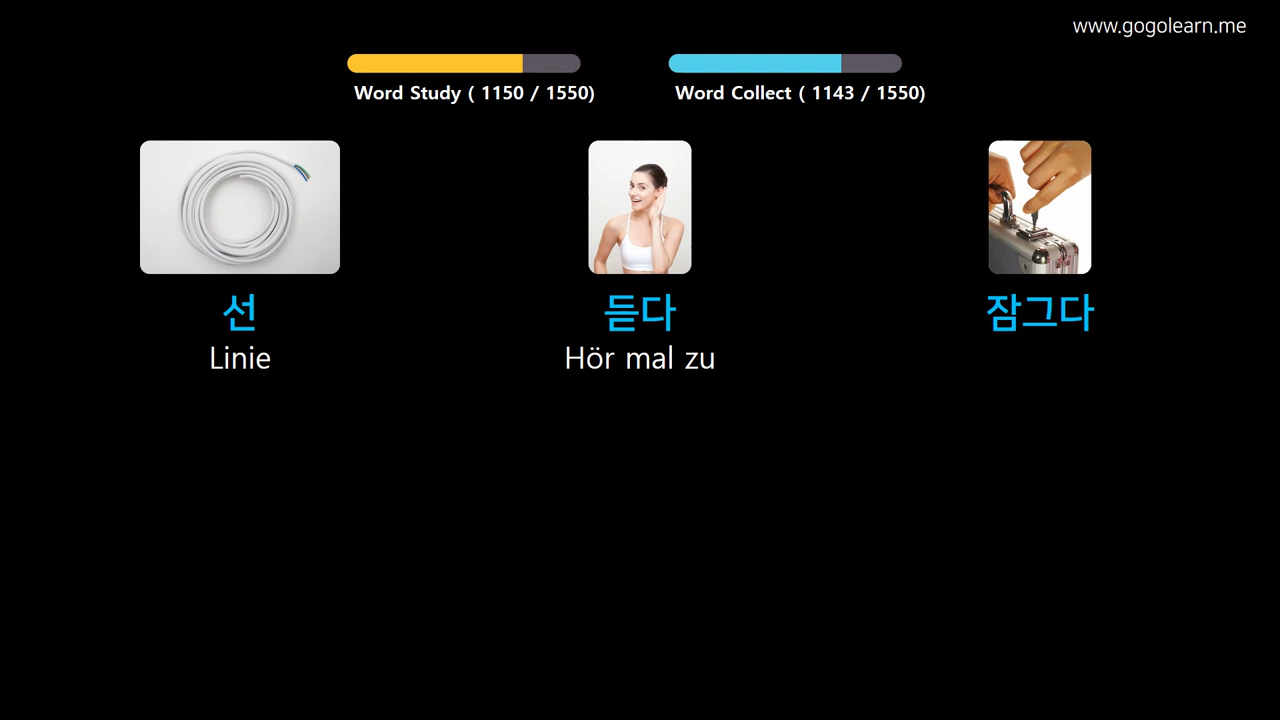 www.gogolearn.me
Word Study ( 1150 / 1550)
Word Collect ( 1143 / 1550)
선
Linie
듣다
Hör mal zu
잠그다